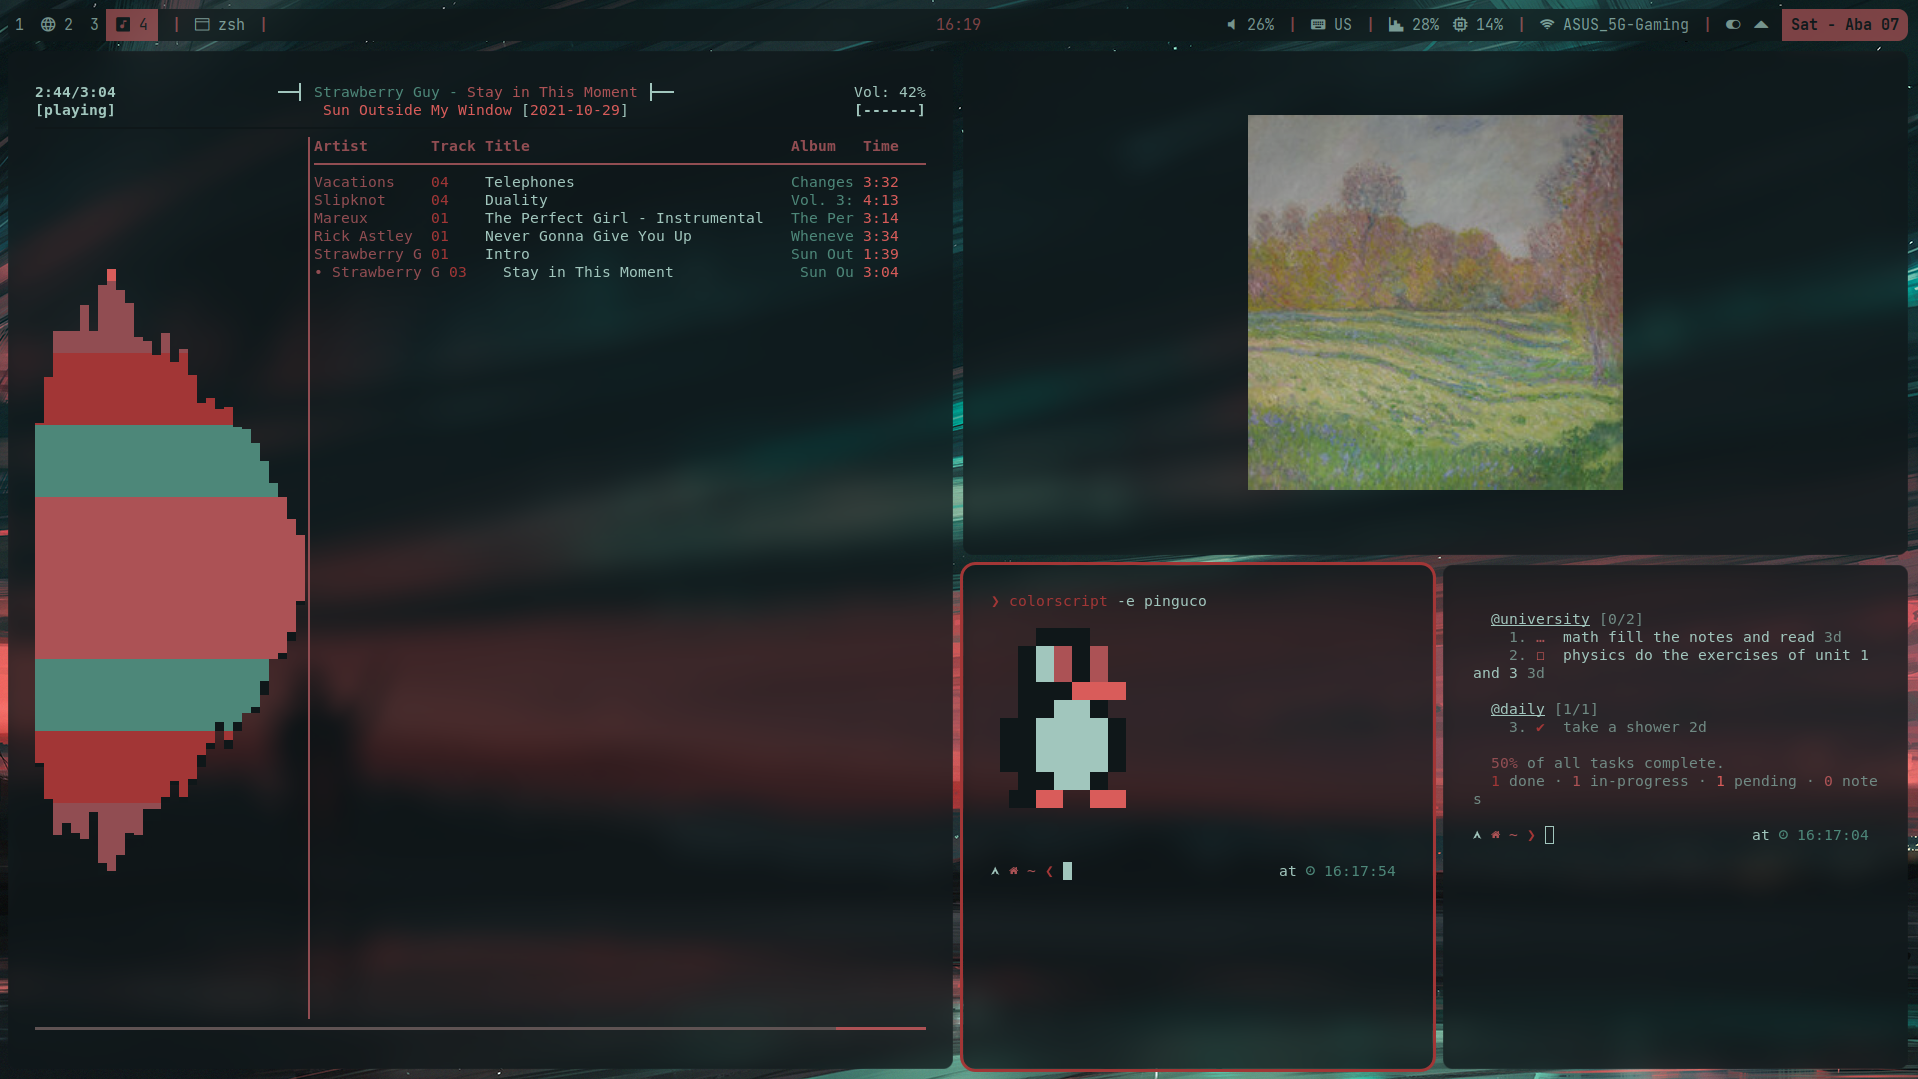 1 2 3 4 | zsh |
16:19
26% | US | 28% 14% | ASUS_5G-Gaming | Sat - Aba 07
2:44/3:04 Strawberry Guy - Stay in This Moment Vol: 42%
[playing] Sun Outside My Window [2021-10-29] [------]
Artist Track Title Album Time
Vacations 04 Telephones Changes 3:32
Slipknot 04 Duality Vol. 3: 4:13
Mareux 01 The Perfect Girl - Instrumental The Per 3:14
Rick Astley 01 Never Gonna Give You Up Wheneve 3:34
Strawberry G 01 Intro Sun Out 1:39
• Strawberry G 03 Stay in This Moment Sun Ou 3:04
❯ colorscript -e pinguco
~ ❮ at 16:17:54
@university [0/2]
1. … math fill the notes and read 3d
2. ☐ physics do the exercises of unit 1
and 3 3d
@daily [1/1]
3. ✔ take a shower 2d
50% of all tasks complete.
1 done · 1 in-progress · 1 pending · 0 note
s
~ ❯ at 16:17:04